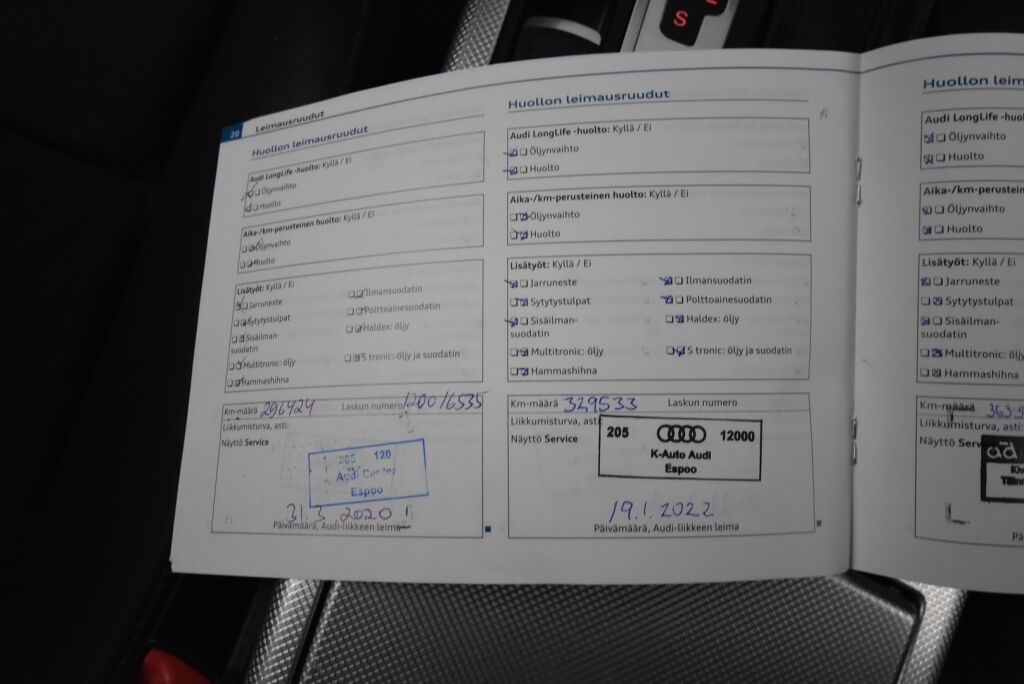 S
20 Leimausruudut
Huollon leimausruudut
Audi LongLife -huolto: Kyllä / Ei
Öljynvaihto
Huolto
Aika-/km-perusteinen huolto: Kyllä / Ei
Öljynvaihto
Huolto
Lisätyöt: Kyllä / Ei
Jarruneste
Ilmansuodatin
Sytytystulpat
Polttoainesuodatin
Sisäilman-
suodatin
Haldex: öljy
Multitronic: öljy
S tronic: öljy ja suodatin
Hammashihna
Km-määrä 296424 Laskun numero 1200/6535
Liikkumisturva, asti:
Näyttö Service
205 120
Audi Center
Espoo
31.3 2020
Päivämäärä, Audi-liikkeen leima
Huollon leimausruudut
Audi LongLife -huolto: Kyllä / Ei
Öljynvaihto
Huolto
Aika-/km-perusteinen huolto: Kyllä / Ei
Öljynvaihto
Huolto
Lisätyöt: Kyllä / Ei
Jarruneste
Ilmansuodatin
Sytytystulpat
Polttoainesuodatin
Sisäilman-
suodatin
Haldex: öljy
Multitronic: öljy
S tronic: öljy ja suodatin
Hammashihna
Km-määrä 329533 Laskun numero
Liikkumisturva, asti
Näyttö Service
205 12000
K-Auto Audi
Espoo
19.1.2022
Päivämäärä, Audi-liikkeen leima
Huollon leim
Audi LongLife -huol
Öljynvaihto
Huolto
Aika-/km-perustein
Öljynvaihto
Huolto
Lisätyöt: Kyllä / Ei
Jarruneste
Sytytystulpat
Sisäilman-
suodatin
Multitronic: öljy
Hammashihna
Km-määrä 3635
Liikkumisturva, asti:
Näyttö Serv
ad
Pä